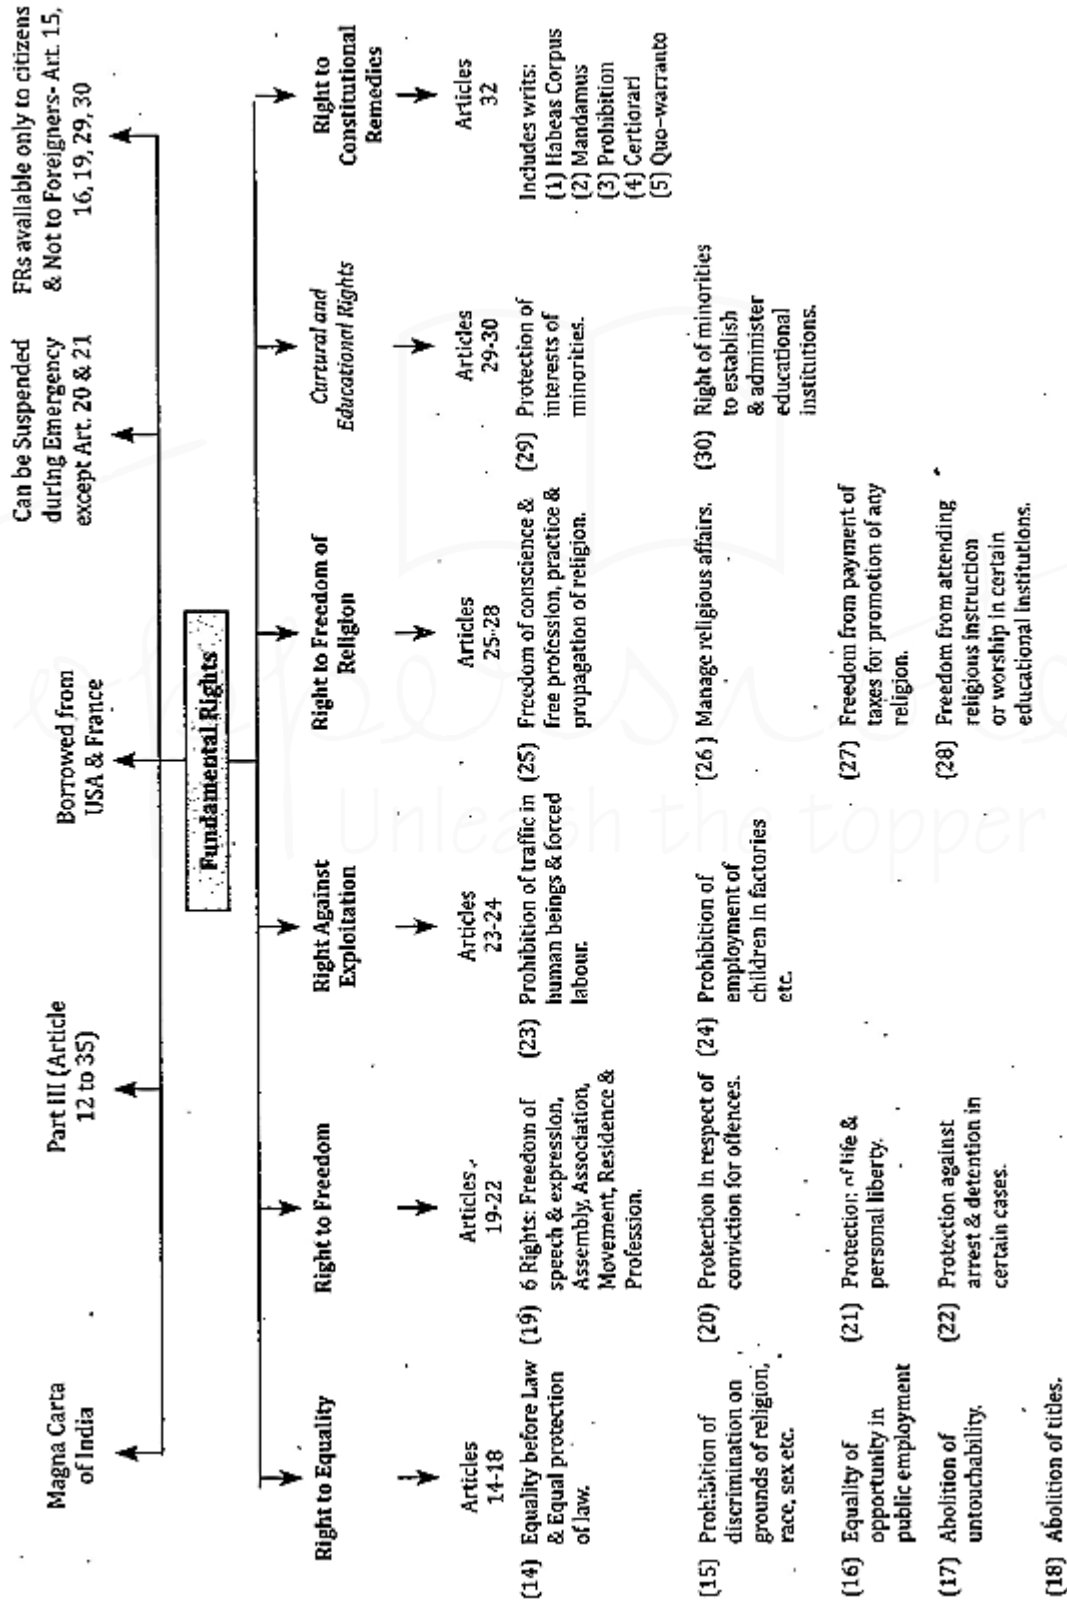 Magna Carta
of India
Part III (Article
12 to 35)
Borrowed from
USA & France
Can be Suspended
during Emergency
except Art. 20 & 21
FRs available only to citizens
& Not to Foreigners- Art. 15,
16, 19, 29, 30
Fundamental Rights
Right to Equality
Articles
14-18
(14) Equality before Law
& Equal protection
of law.
(15) Prohibition of
discrimination on
grounds of religion,
race, sex etc.
(16) Equality of
opportunity in
public employment
(17) Abolition of
untouchability.
(18) Abolition of titles.
Right to Freedom
Articles
19-22
(19) 6 Rights: Freedom of
speech & expression,
Assembly, Association,
Movement, Residence &
Profession.
(20) Protection in respect of
conviction for offences.
(21) Protection of life &
personal liberty.
(22) Protection against
arrest & detention in
certain cases.
Right Against
Exploitation
Articles
23-24
(23) Prohibition of traffic in
human beings & forced
labour.
(24) Prohibition of
employment of
children in factories
etc.
Right to Freedom of
Religion
Articles
25-28
(25) Freedom of conscience &
free profession, practice &
propagation of religion.
(26) Manage religious affairs.
(27) Freedom from payment of
taxes for promotion of any
religion.
(28) Freedom from attending
religious instruction
or worship in certain
educational institutions.
Curtural and
Educational Rights
Articles
29-30
(29) Protection of
interests of
minorities.
(30) Right of minorities
to establish
& administer
educational
institutions.
Right to
Constitutional
Remedies
Articles
32
Includes writs:
(1) Habeas Corpus
(2) Mandamus
(3) Prohibition
(4) Certiorari
(5) Quo-warranto
Unleash the topper